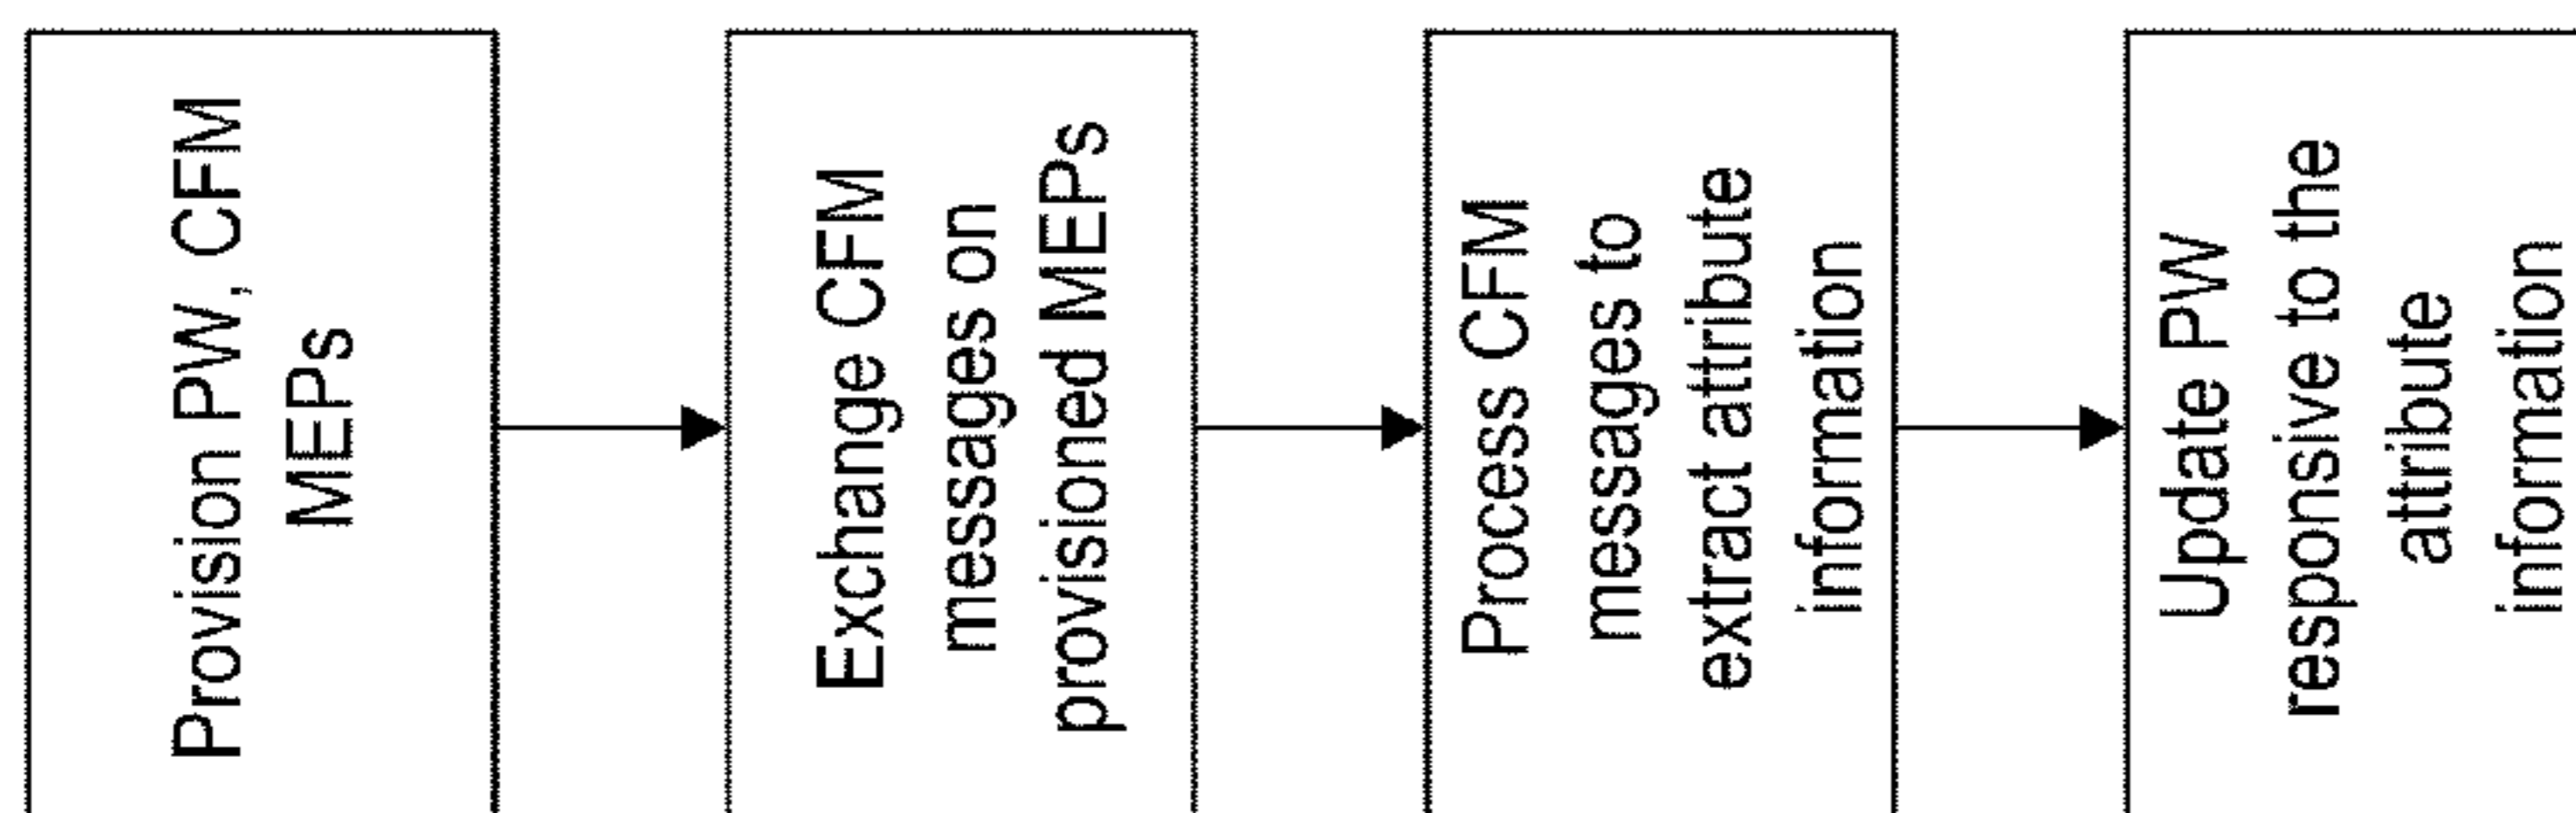 Provision PW, CFM
MEPs
Exchange CFM
messages on
provisioned MEPs
Process CFM
messages to
extract attribute
information
Update PW
responsive to the
attribute
information